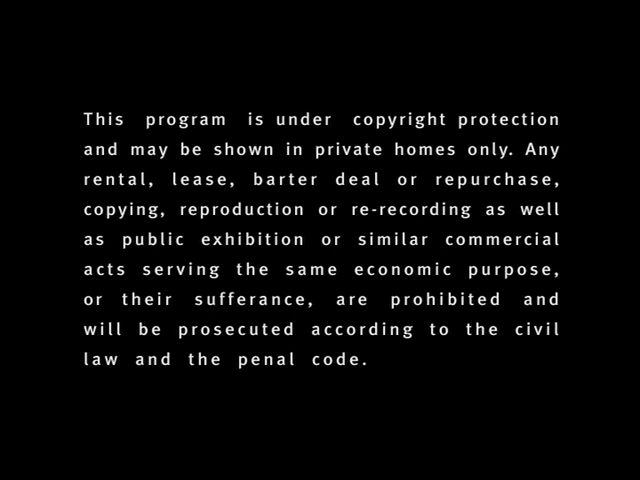 This program is under copyright protection
and may be shown in private homes only. Any
rental, lease, barter deal or repurchase,
copying, reproduction or re-recording as well
as public exhibition or similar commercial
acts serving the same economic purpose,
or their sufferance, are prohibited and
will be prosecuted according to the civil
law and the penal code.